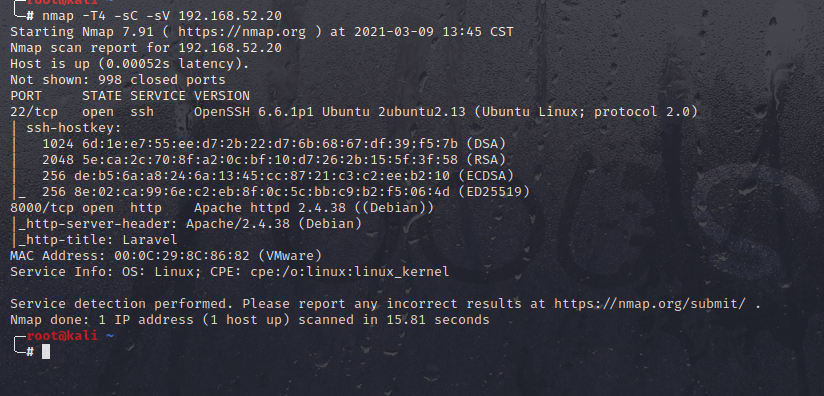 root@kali ~
# nmap -T4 -sC -sV 192.168.52.20
Starting Nmap 7.91 ( https://nmap.org ) at 2021-03-09 13:45 CST
Nmap scan report for 192.168.52.20
Host is up (0.00052s latency).
Not shown: 998 closed ports
PORT     STATE SERVICE VERSION
22/tcp   open  ssh     OpenSSH 6.6.1p1 Ubuntu 2ubuntu2.13 (Ubuntu Linux; protocol 2.0)
| ssh-hostkey:
|   1024 6d:1e:e7:55:ee:d7:2b:22:d7:6b:68:67:df:39:f5:7b (DSA)
|   2048 5e:ca:2c:70:8f:a2:0c:bf:10:d7:26:2b:15:5f:3f:58 (RSA)
|   256 de:b5:6a:a8:24:6a:13:45:cc:87:21:c3:c2:ee:b2:10 (ECDSA)
|_  256 8e:02:ca:99:6e:c2:eb:8f:0c:5c:bb:c9:b2:f5:06:4d (ED25519)
8000/tcp open  http    Apache httpd 2.4.38 ((Debian))
|_http-server-header: Apache/2.4.38 (Debian)
|_http-title: Laravel
MAC Address: 00:0C:29:8C:86:82 (VMware)
Service Info: OS: Linux; CPE: cpe:/o:linux:linux_kernel

Service detection performed. Please report any incorrect results at https://nmap.org/submit/ .
Nmap done: 1 IP address (1 host up) scanned in 15.81 seconds
root@kali ~
#